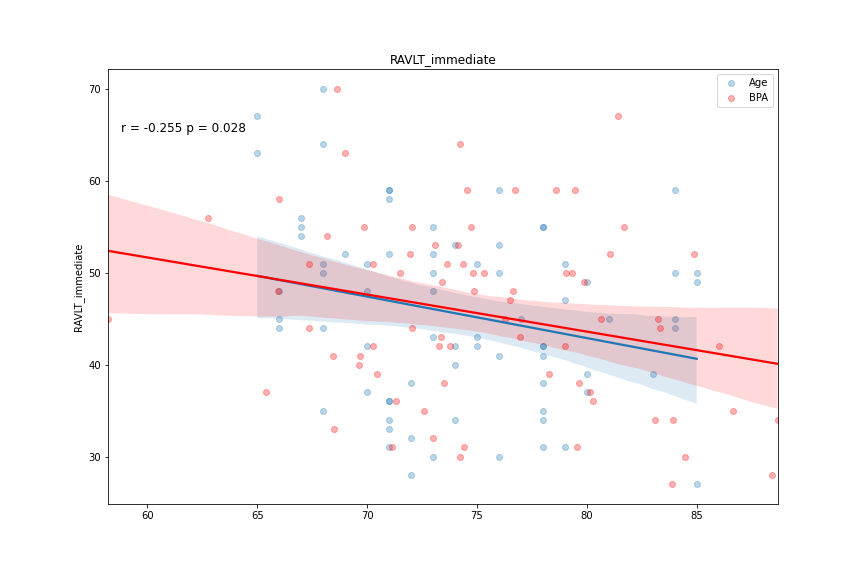 RAVLT_immediate
Age
BPA
r = -0.255 p = 0.028
RAVLT_immediate
70
60
50
40
30
60
65
70
75
80
85